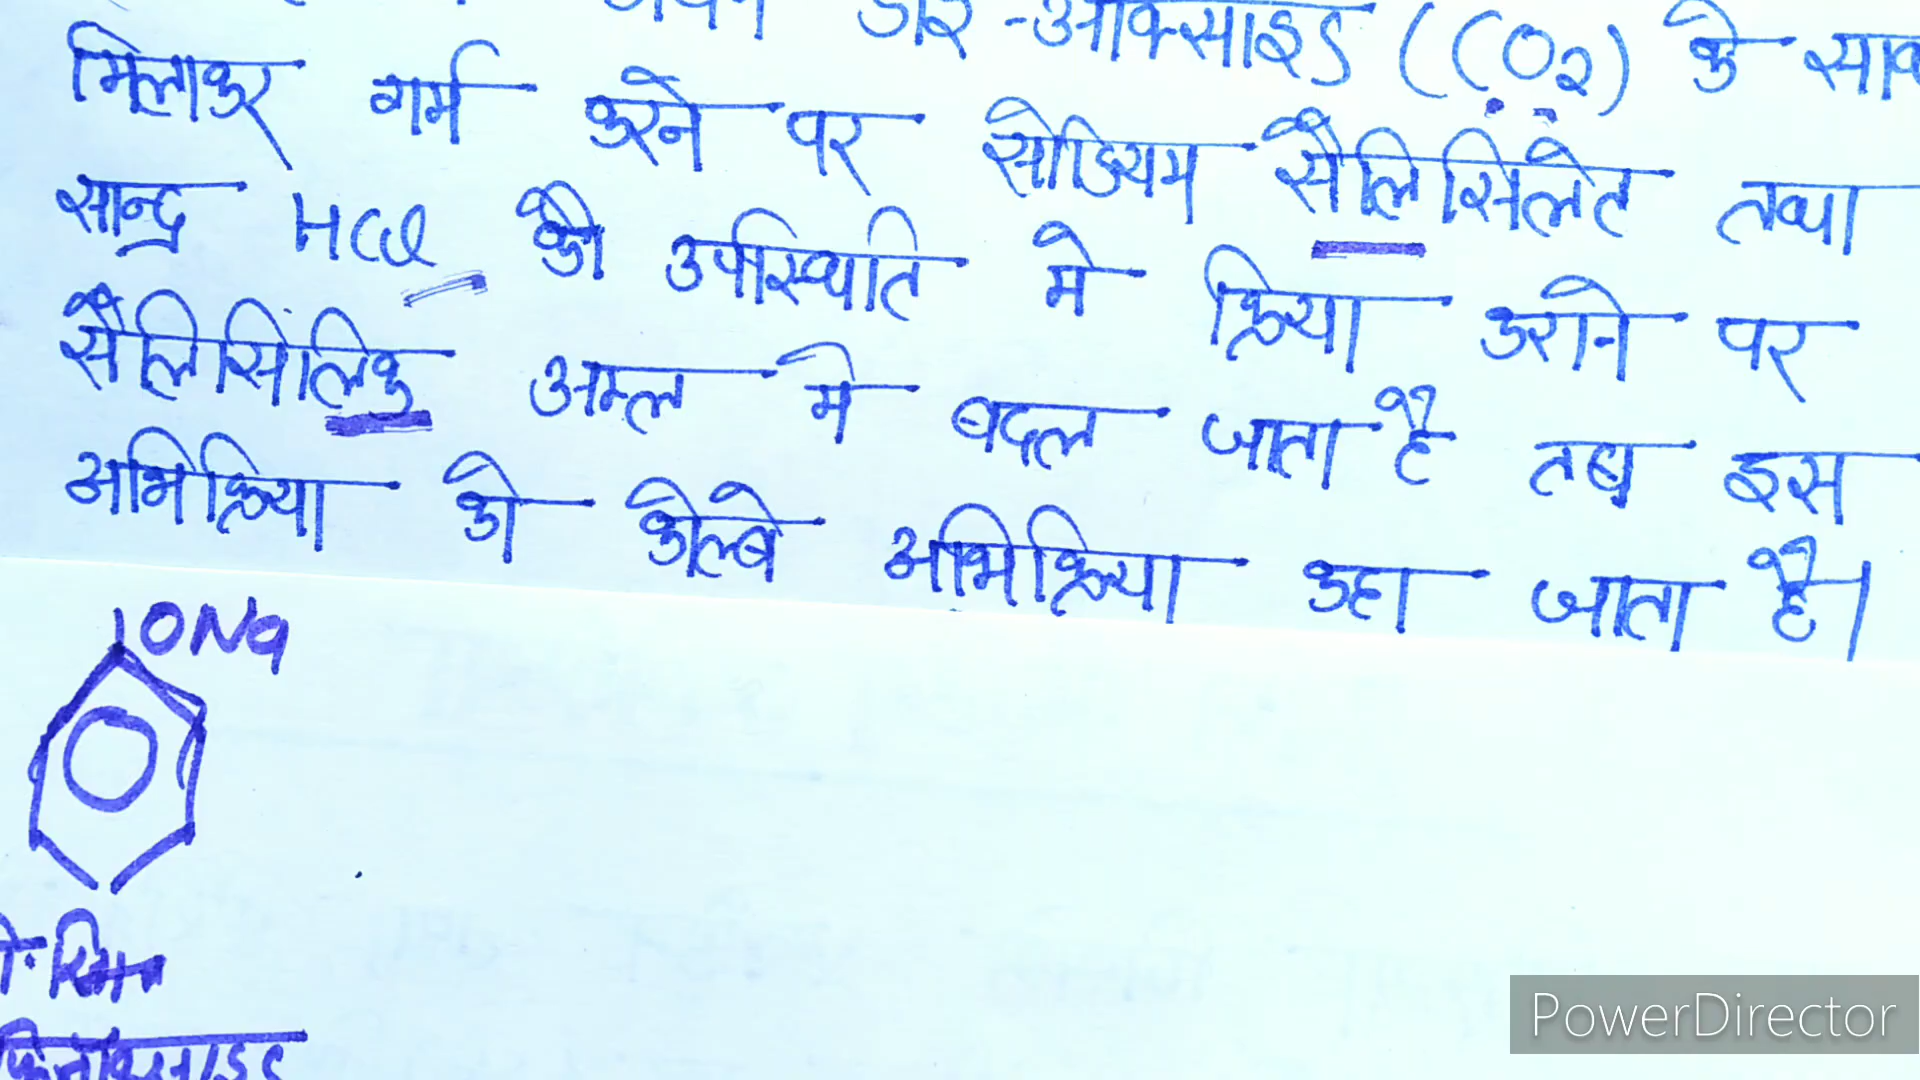 डाइ-ऑक्साइड (CO2) के साथ
मिलाकर गर्म करने पर सोडियम सैलिसिलेट तथा
सान्द्र HCl की उपस्थिति मे क्रिया कराने पर
सैलिसिलिक अम्ल मे बदल जाता है तब इस
अभिक्रिया को कोल्बे अभिक्रिया कहा जाता है।
ONa
PowerDirector